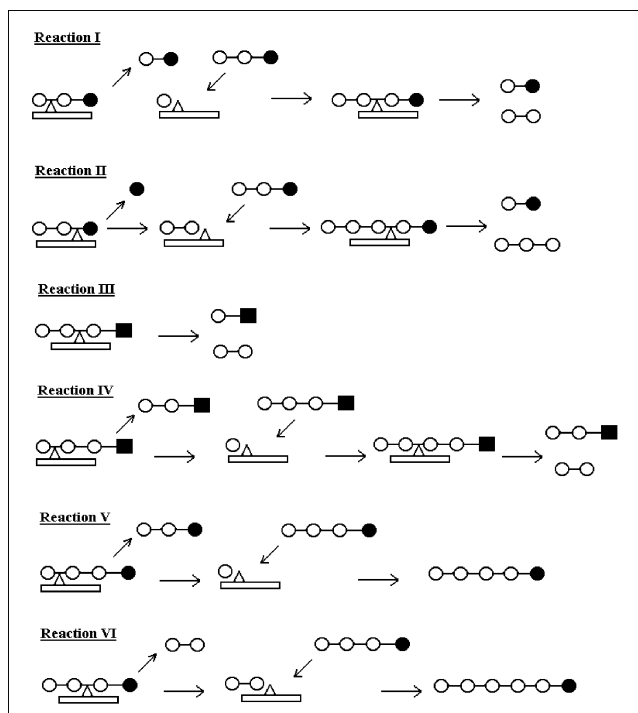 Reaction I
Reaction II
Reaction III
Reaction IV
Reaction V
Reaction VI